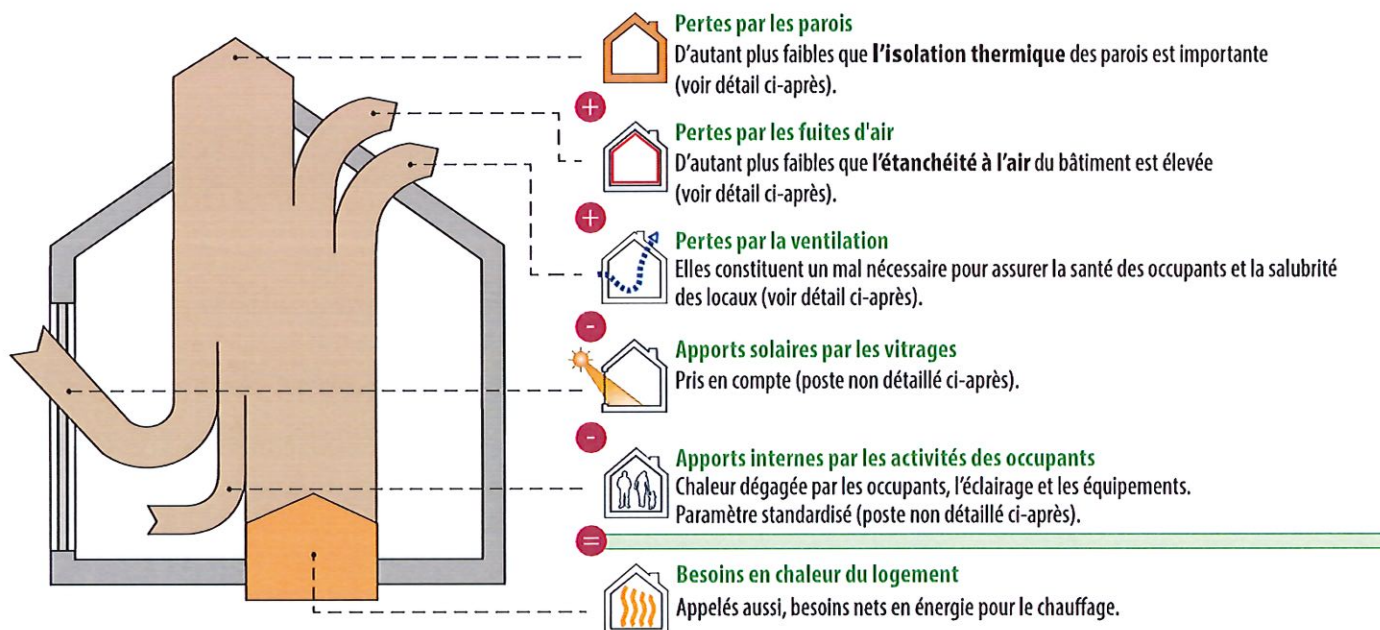 Pertes par les parois
D'autant plus faibles que l'isolation thermique des parois est importante
(voir détail ci-après).
+
Pertes par les fuites d'air
D'autant plus faibles que l'étanchéité à l'air du bâtiment est élevée
(voir détail ci-après).
+
Pertes par la ventilation
Elles constituent un mal nécessaire pour assurer la santé des occupants et la salubrité
des locaux (voir détail ci-après).
-
Apports solaires par les vitrages
Pris en compte (poste non détaillé ci-après).
-
Apports internes par les activités des occupants
Chaleur dégagée par les occupants, l'éclairage et les équipements.
Paramètre standardisé (poste non détaillé ci-après).
=
Besoins en chaleur du logement
Appelés aussi, besoins nets en énergie pour le chauffage.